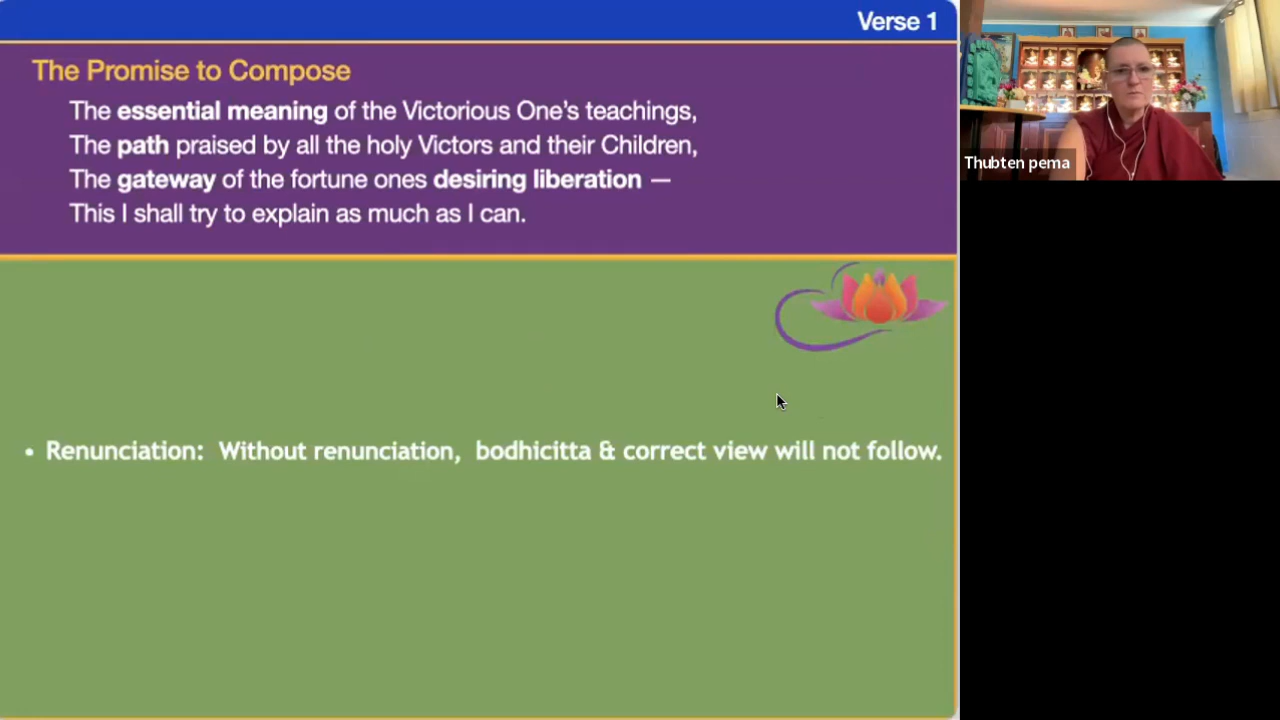 Verse 1
The Promise to Compose
The essential meaning of the Victorious One's teachings,
The path praised by all the holy Victors and their Children,
The gateway of the fortune ones desiring liberation —
This I shall try to explain as much as I can.
• Renunciation: Without renunciation, bodhicitta & correct view will not follow.
Thubten pema